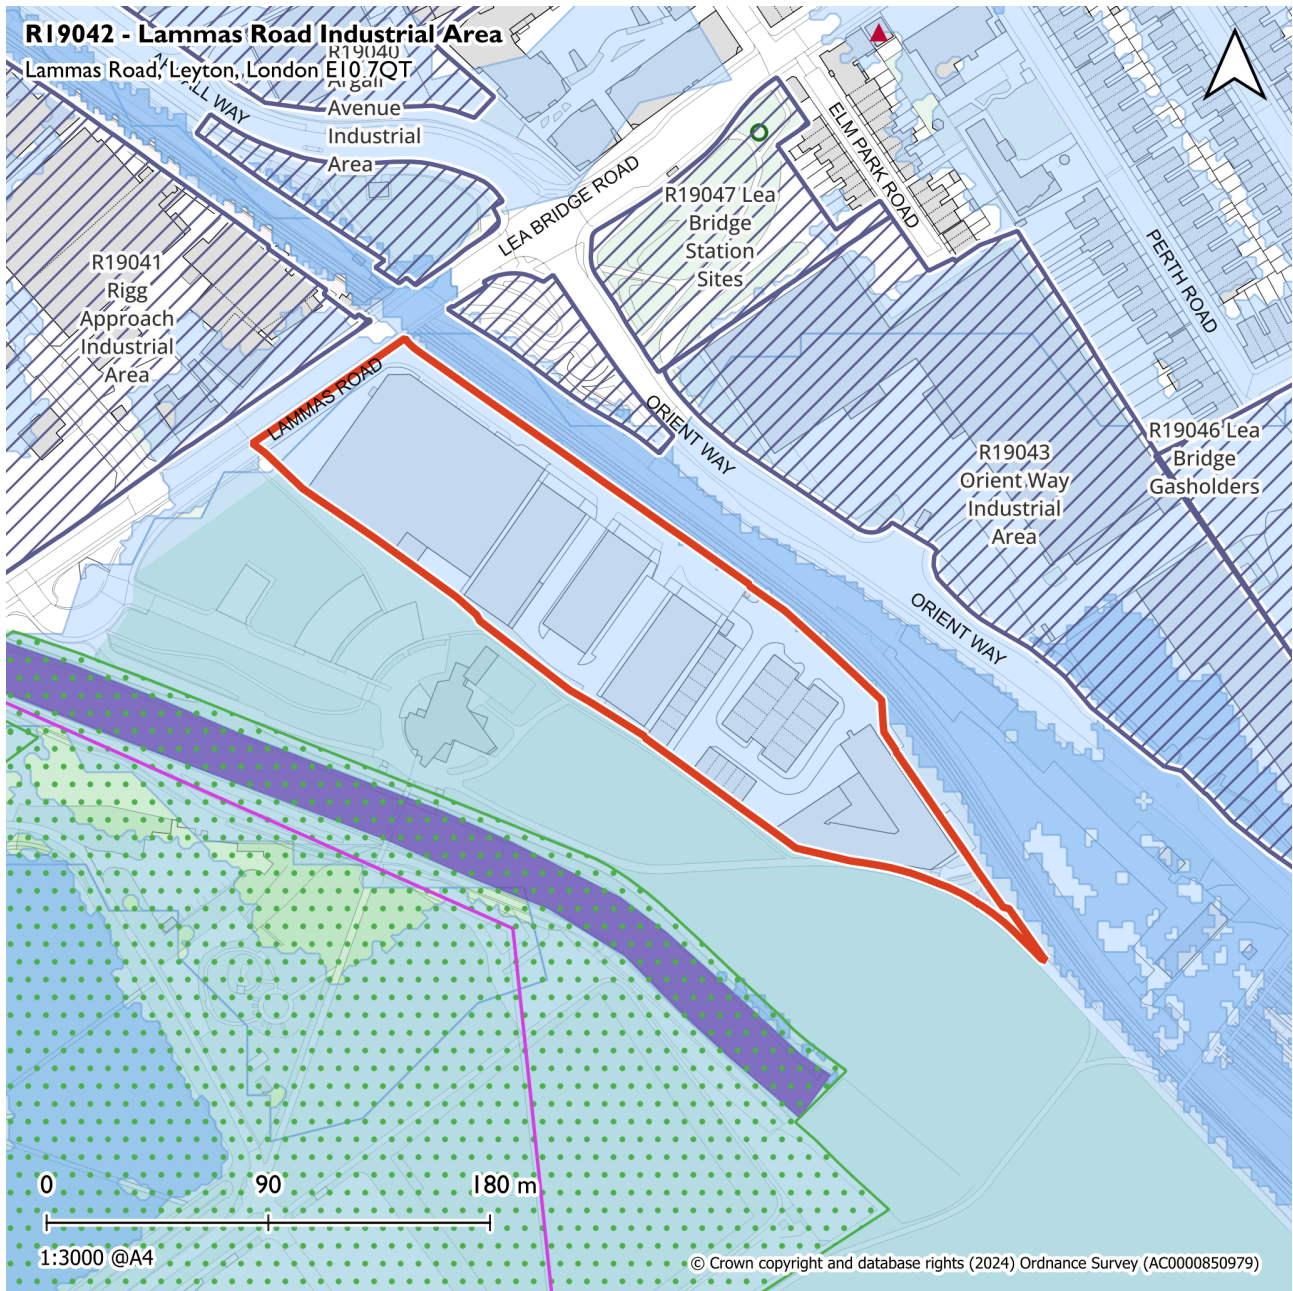 R19042 - Lammas Road Industrial Area
Lammas Road, Leyton, London E10 7QT
R19040
Argall
Avenue
Industrial
Area
LEA BRIDGE ROAD
ELM PARK ROAD
R19047 Lea
Bridge
Station
Sites
PERTH ROAD
R19041
Rigg
Approach
Industrial
Area
LAMMAS ROAD
ORIENT WAY
R19043
Orient Way
Industrial
Area
R19046 Lea
Bridge
Gasholders
ORIENT WAY
0 90 180 m
1:3000 @A4
© Crown copyright and database rights (2024) Ordnance Survey (AC0000850979)